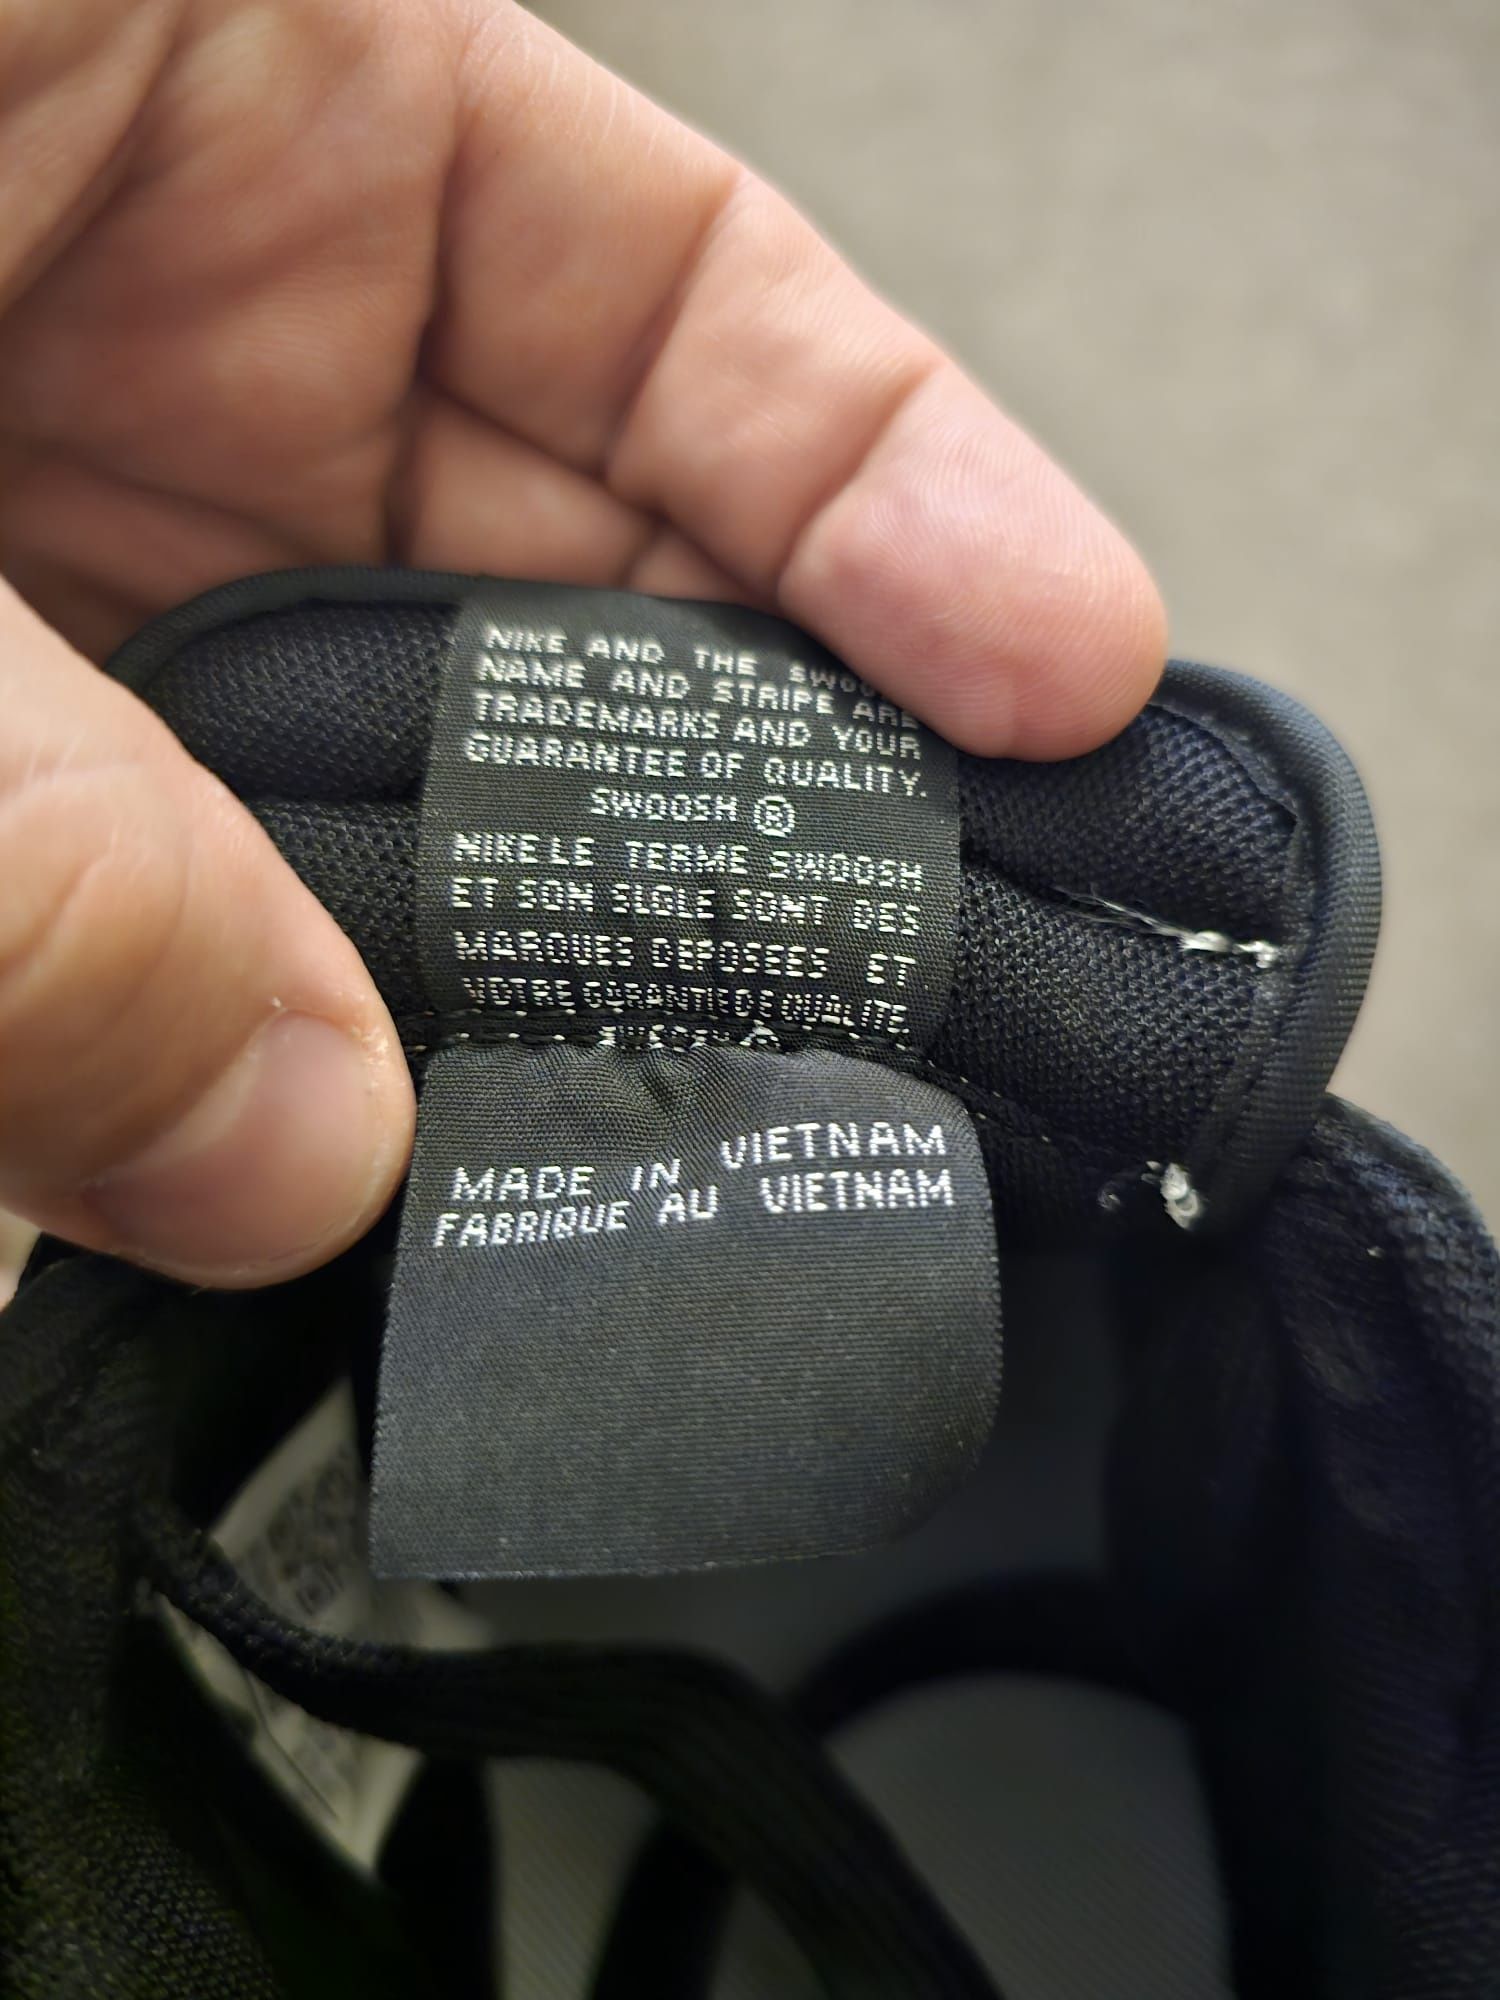 NIKE AND THE
NAME AND STRIPE ARE
TRADEMARKS AND YOUR
GUARANTEE OF QUALITY.
SWOOSH ®
NIKE LE TERME SWOOSH
ET SON SIGLE SONT DES
MARQUES DEPOSEES ET
VOTRE GARANTIE DE QUALITE.
MADE IN VIETNAM
FABRIQUE AU VIETNAM